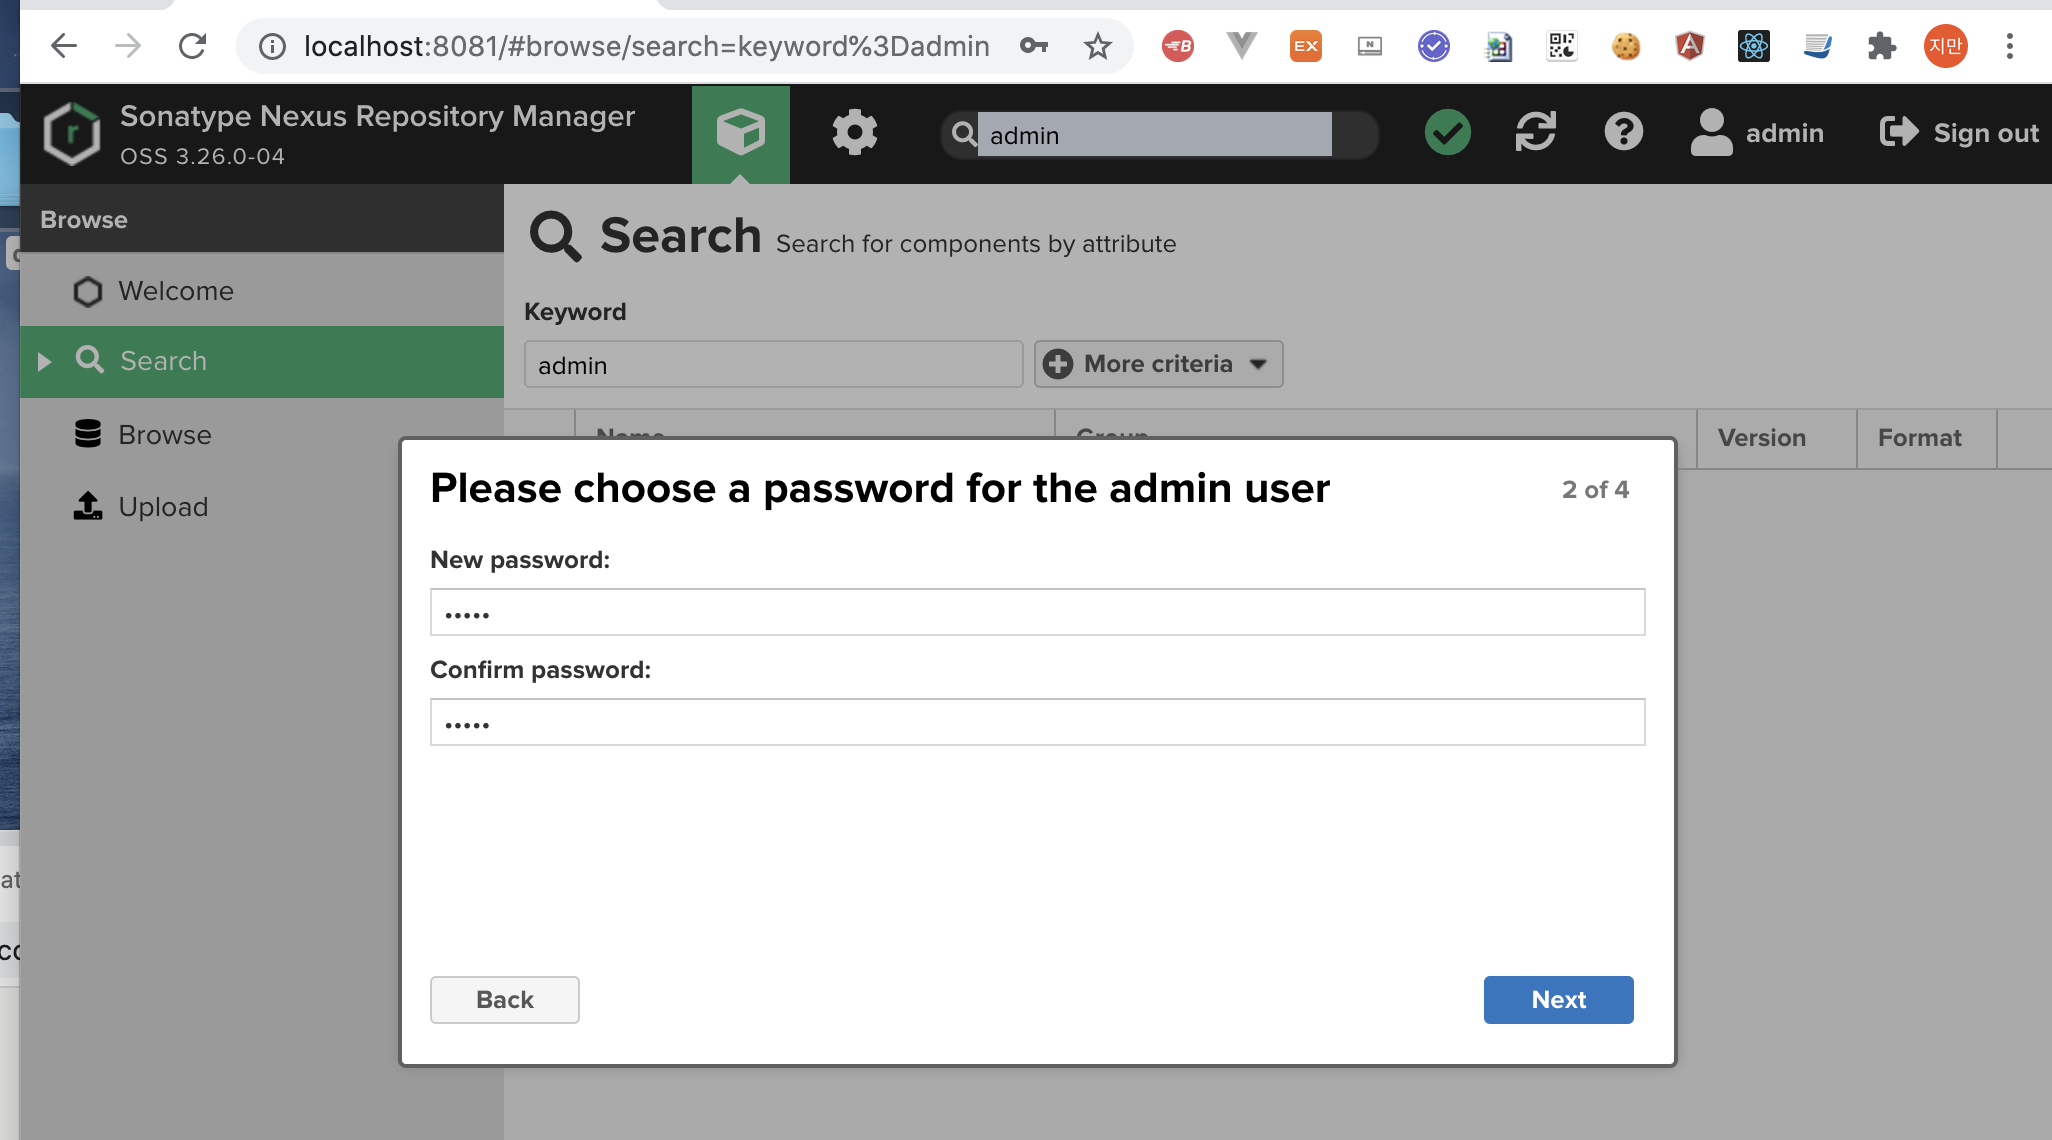 localhost:8081/#browse/search=keyword%3Dadmin
B
EX
N
지만
Sonatype Nexus Repository Manager
OSS 3.26.0-04
r
admin
admin
Sign out
Browse
Welcome
Search
Browse
Upload
Search
Search for components by attribute
Keyword
admin
More criteria
Name
Group
Version
Format
Please choose a password for the admin user
2 of 4
New password:
•••••
Confirm password:
•••••
Back
Next